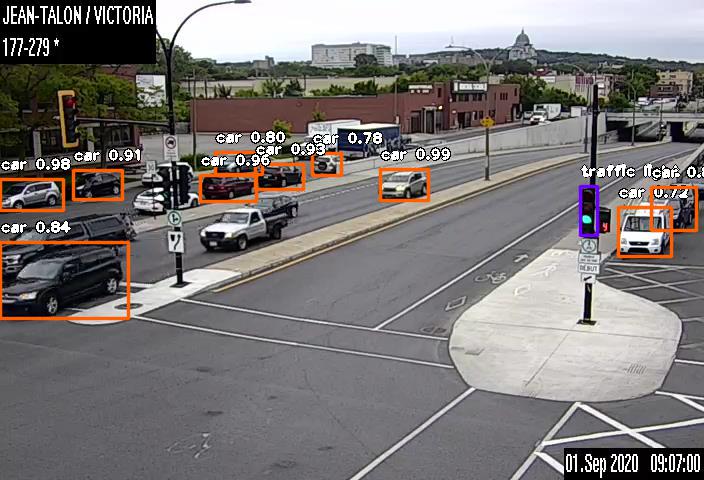 JEAN-TALON / VICTORIA
177-279 *
car 0.80
car 0.78
car 0.98
car 0.91
car 0.96
car 0.93
car 0.99
traffic
car 0.72
car 0.84
DÉBUT
01.Sep 2020 09:07:00